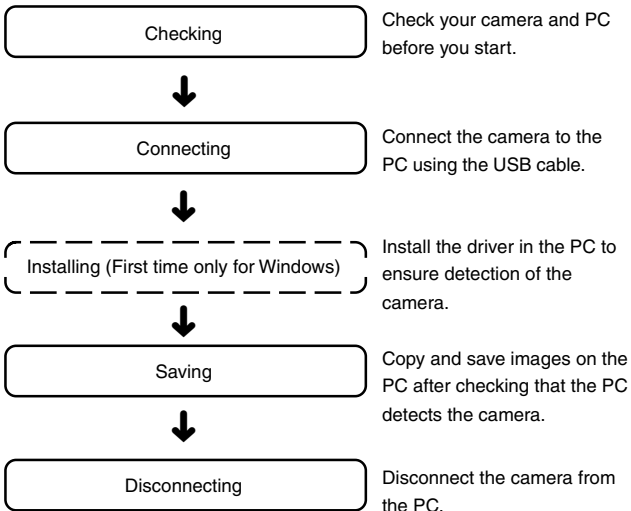 Checking
Check your camera and PC
before you start.
Connecting
Connect the camera to the
PC using the USB cable.
Installing (First time only for Windows)
Install the driver in the PC to
ensure detection of the
camera.
Saving
Copy and save images on the
PC after checking that the PC
detects the camera.
Disconnecting
Disconnect the camera from
the PC.